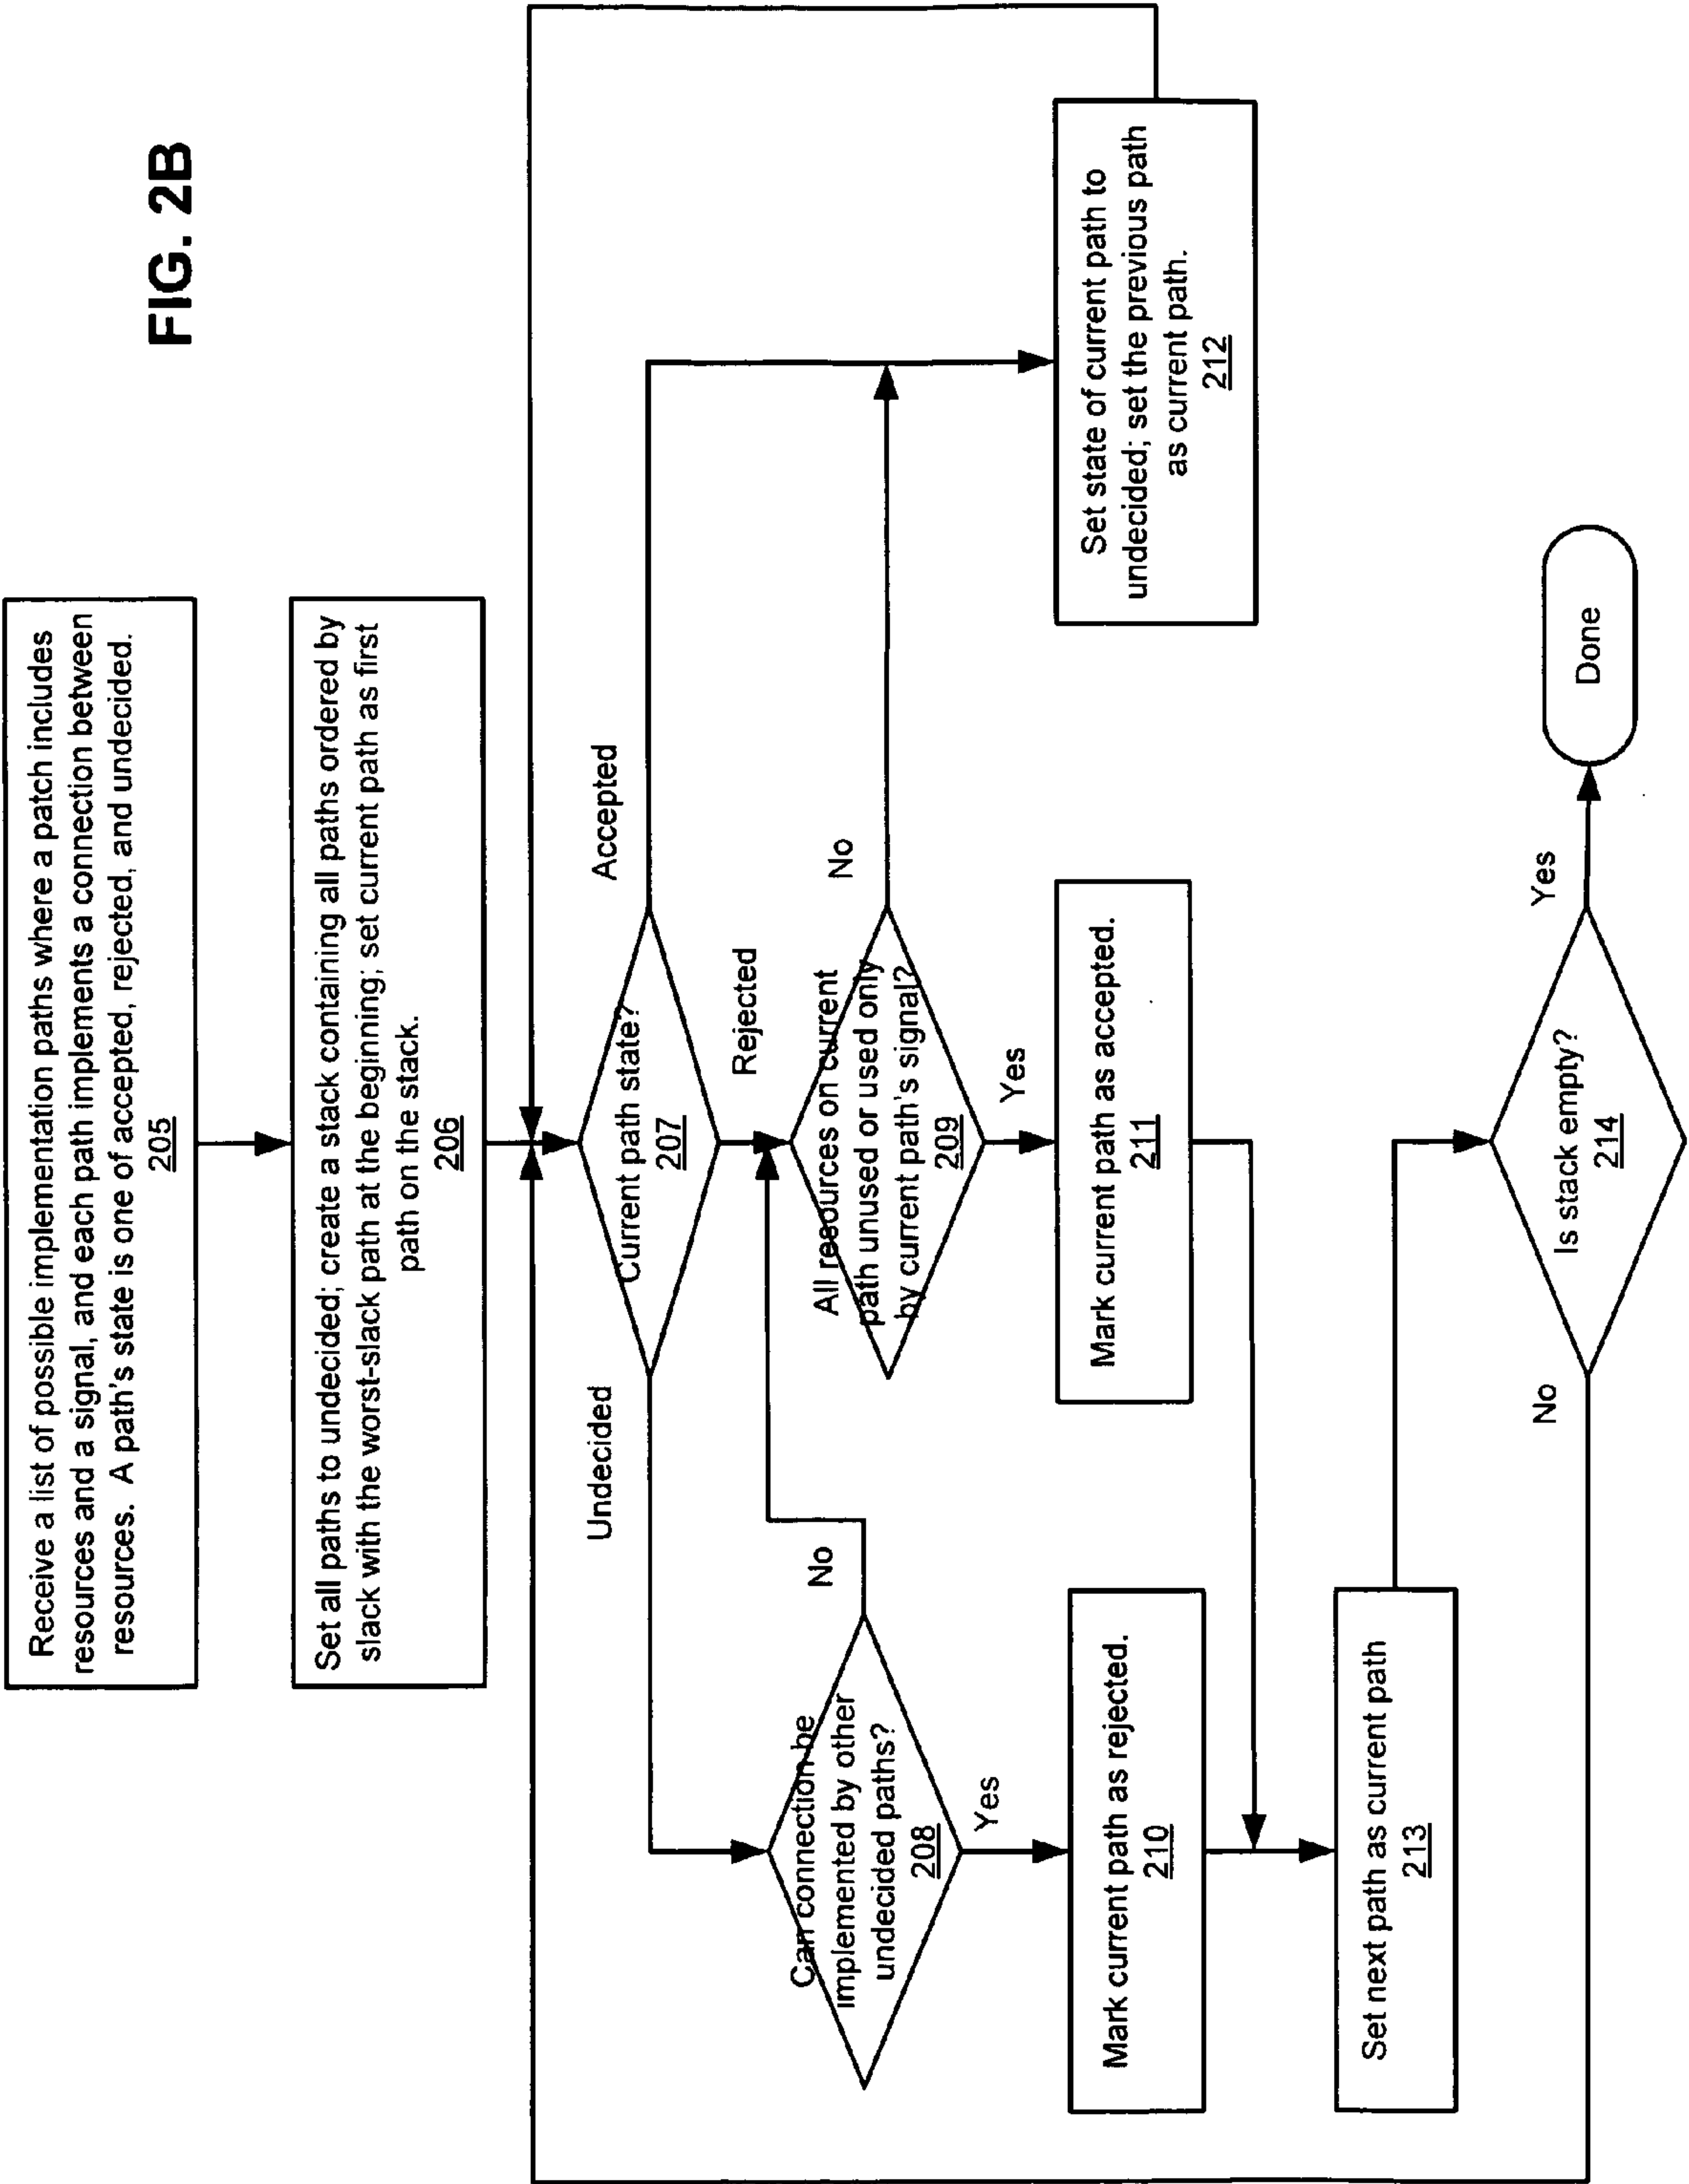 FIG. 2B
Receive a list of possible implementation paths where a patch includes
resources and a signal, and each path implements a connection between
resources. A path's state is one of accepted, rejected, and undecided.
205
Set all paths to undecided; create a stack containing all paths ordered by
slack with the worst-slack path at the beginning; set current path as first
path on the stack.
206
Current path state?
207
Undecided
Accepted
Rejected
Can connection be
implemented by other
undecided paths?
208
No
Yes
All resources on current
path unused or used only
by current path's signal?
209
No
Yes
Mark current path as rejected.
210
Mark current path as accepted.
211
Set state of current path to
undecided; set the previous path
as current path.
212
Set next path as current path
213
Is stack empty?
214
No
Yes
Done